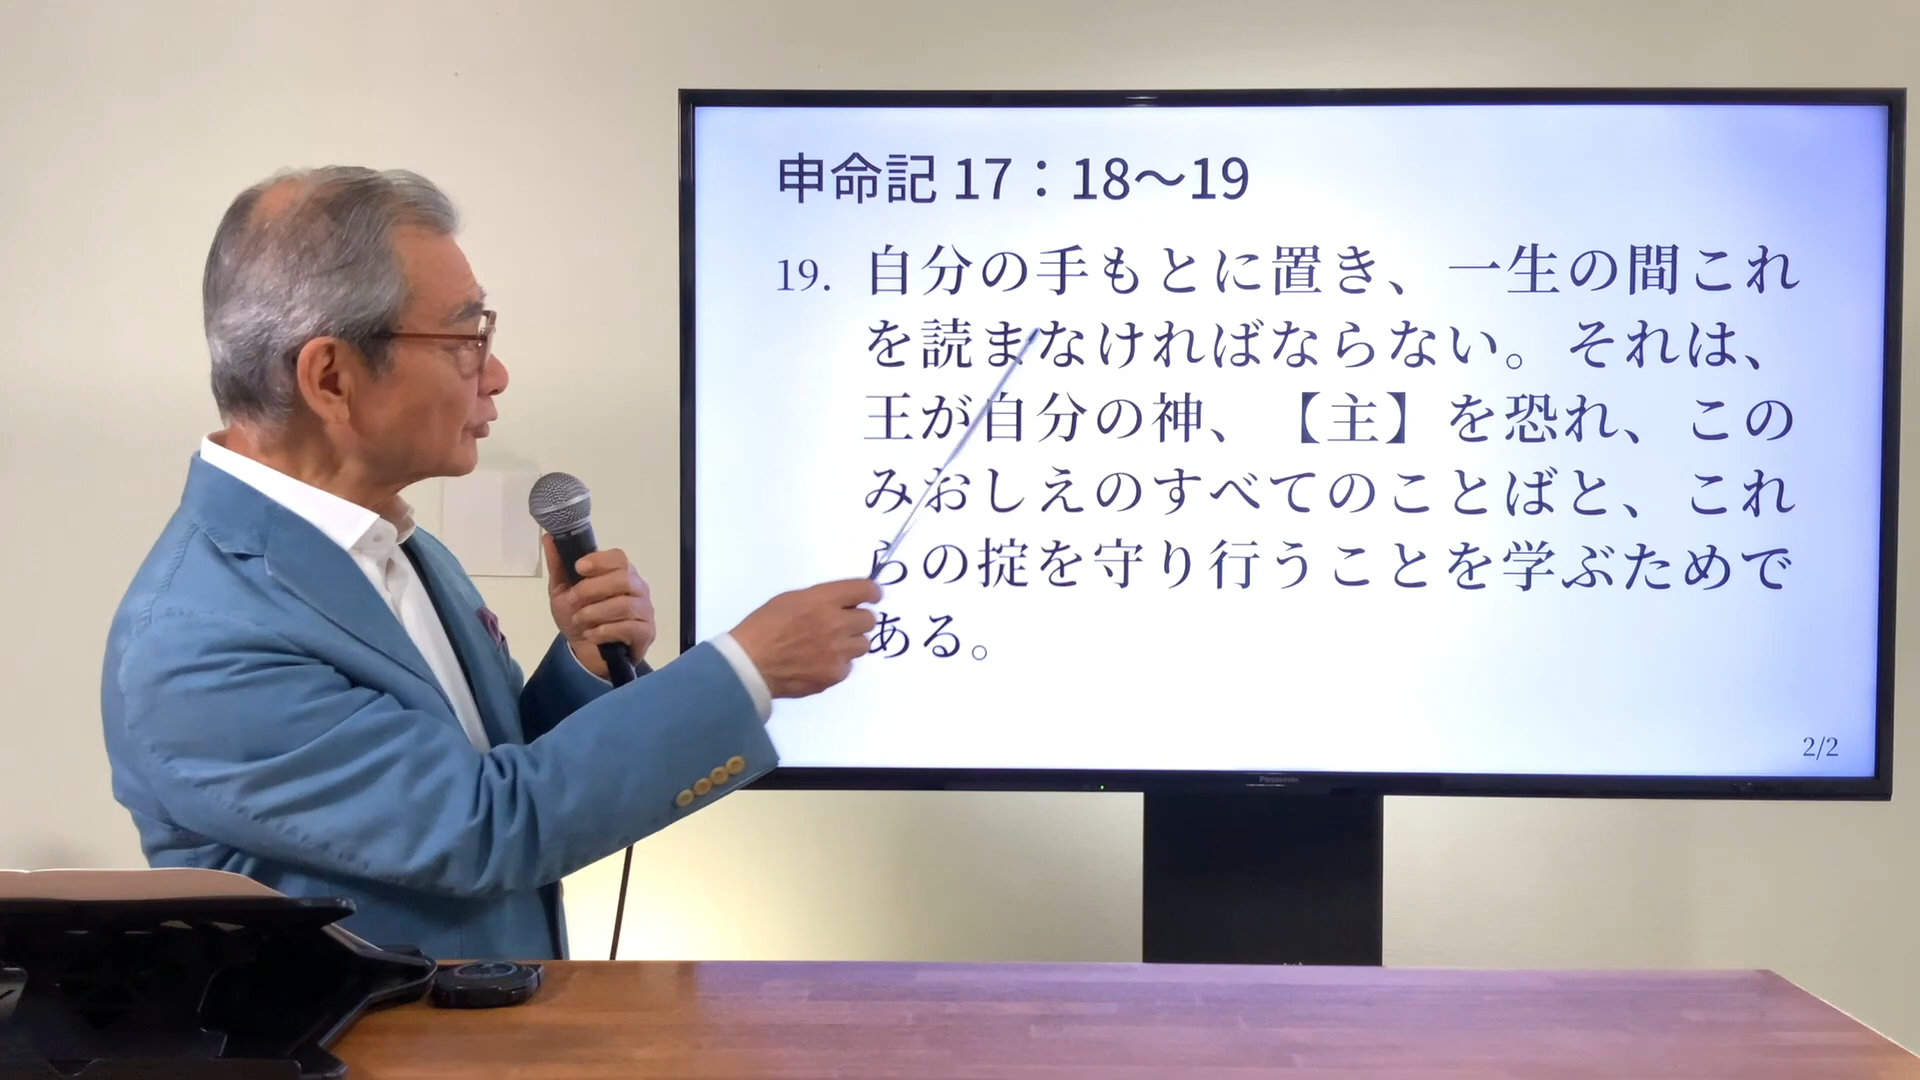 申命記 17：18〜19
19. 自分の手もとに置き、一生の間これ
を読まなければならない。それは、
王が自分の神、【主】を恐れ、この
みおしえのすべてのことばと、これ
らの掟を守り行うことを学ぶためで
ある。
2/2
Panasonic